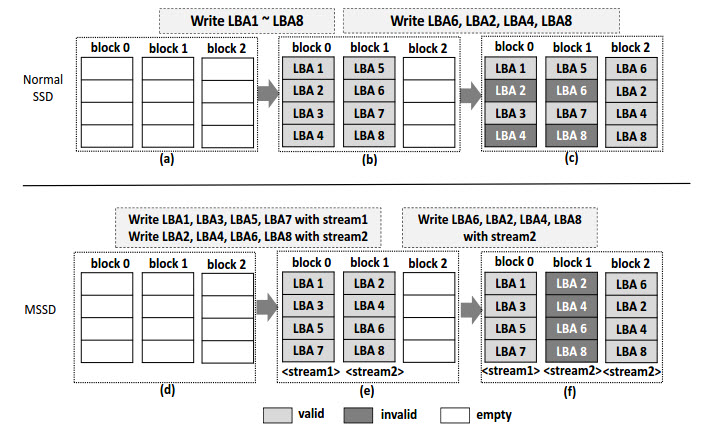 Write LBA1 ~ LBA8
Write LBA6, LBA2, LBA4, LBA8
block 0 block 1 block 2
block 0 block 1 block 2
block 0 block 1 block 2
Normal
SSD
LBA 1 LBA 5
LBA 2 LBA 6
LBA 3 LBA 7
LBA 4 LBA 8
LBA 1 LBA 5 LBA 6
LBA 2 LBA 6 LBA 2
LBA 3 LBA 7 LBA 4
LBA 4 LBA 8 LBA 8
(a)
(b)
(c)
Write LBA1, LBA3, LBA5, LBA7 with stream1
Write LBA2, LBA4, LBA6, LBA8 with stream2
Write LBA6, LBA2, LBA4, LBA8
with stream2
block 0 block 1 block 2
block 0 block 1 block 2
block 0 block 1 block 2
MSSD
LBA 1 LBA 2
LBA 3 LBA 4
LBA 5 LBA 6
LBA 7 LBA 8
<stream1> <stream2>
LBA 1 LBA 2 LBA 6
LBA 3 LBA 4 LBA 2
LBA 5 LBA 6 LBA 4
LBA 7 LBA 8 LBA 8
<stream1> <stream2> <stream2>
(d)
(e)
(f)
valid
invalid
empty